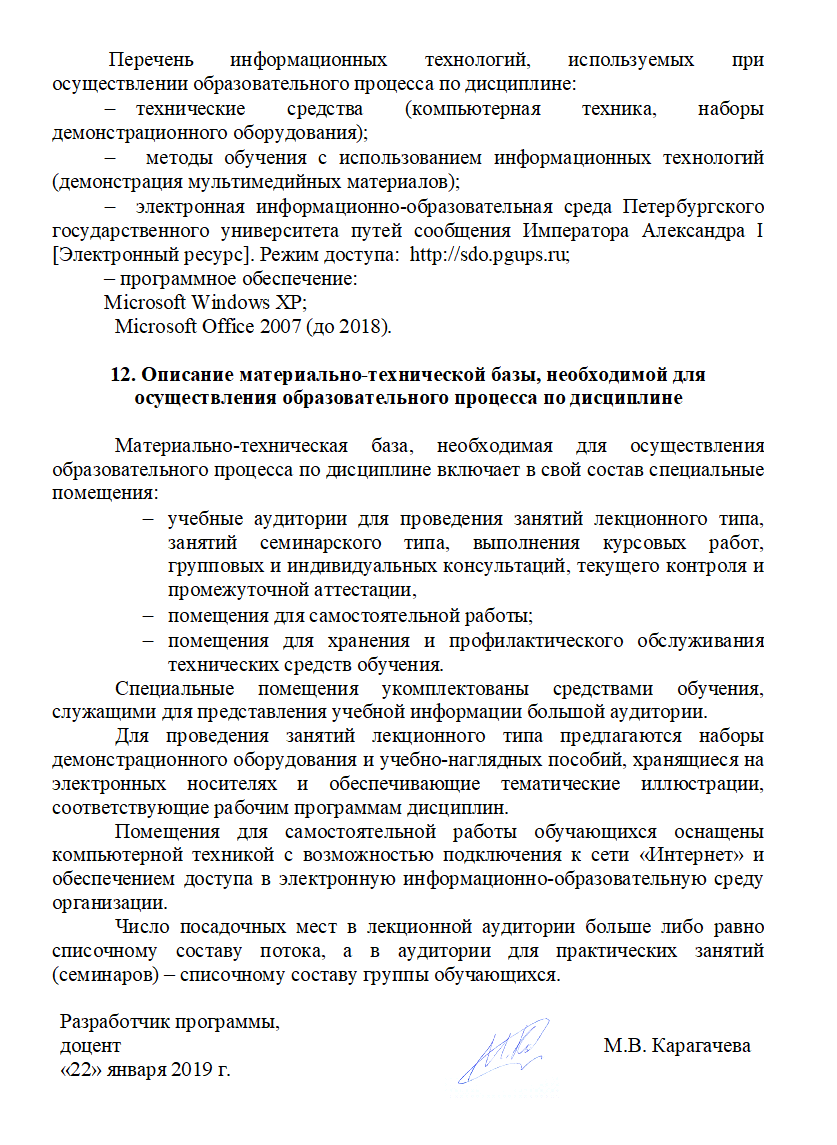 Перечень информационных технологий, используемых при
осуществлении образовательного процесса по дисциплине:
– технические средства (компьютерная техника, наборы
демонстрационного оборудования);
– методы обучения с использованием информационных технологий
(демонстрация мультимедийных материалов);
– электронная информационно-образовательная среда Петербургского
государственного университета путей сообщения Императора Александра I
[Электронный ресурс]. Режим доступа: http://sdo.pgups.ru;
– программное обеспечение:
Microsoft Windows XP;
Microsoft Office 2007 (до 2018).
12. Описание материально-технической базы, необходимой для
осуществления образовательного процесса по дисциплине
Материально-техническая база, необходимая для осуществления
образовательного процесса по дисциплине включает в свой состав специальные
помещения:
– учебные аудитории для проведения занятий лекционного типа,
занятий семинарского типа, выполнения курсовых работ,
групповых и индивидуальных консультаций, текущего контроля и
промежуточной аттестации,
– помещения для самостоятельной работы;
– помещения для хранения и профилактического обслуживания
технических средств обучения.
Специальные помещения укомплектованы средствами обучения,
служащими для представления учебной информации большой аудитории.
Для проведения занятий лекционного типа предлагаются наборы
демонстрационного оборудования и учебно-наглядных пособий, хранящиеся на
электронных носителях и обеспечивающие тематические иллюстрации,
соответствующие рабочим программам дисциплин.
Помещения для самостоятельной работы обучающихся оснащены
компьютерной техникой с возможностью подключения к сети «Интернет» и
обеспечением доступа в электронную информационно-образовательную среду
организации.
Число посадочных мест в лекционной аудитории больше либо равно
списочному составу потока, а в аудитории для практических занятий
(семинаров) – списочному составу группы обучающихся.
Разработчик программы,
доцент М.В. Карагачева
«22» января 2019 г.